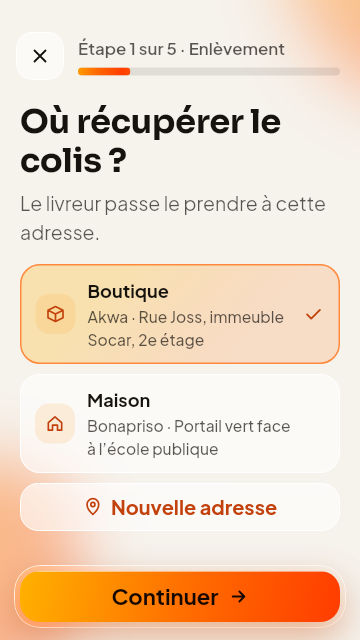 Étape 1 sur 5 · Enlèvement
Où récupérer le
colis ?
Le livreur passe le prendre à cette
adresse.
Boutique
Akwa · Rue Joss, immeuble
Socar, 2e étage
Maison
Bonapriso · Portail vert face
à l’école publique
Nouvelle adresse
Continuer